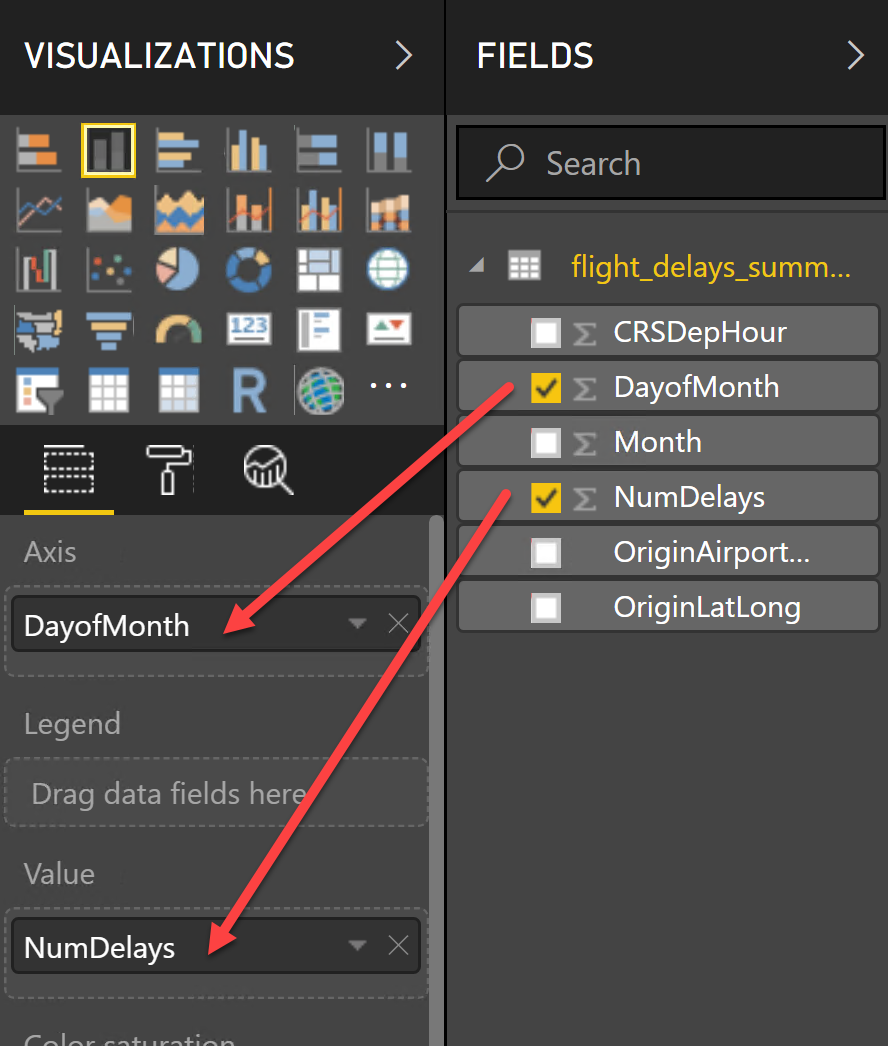 VISUALIZATIONS
123
R
Axis
DayofMonth
Legend
Drag data fields here
Value
NumDelays
Color saturation
FIELDS
Search
flight_delays_summ...
CRSDepHour
DayofMonth
Month
NumDelays
OriginAirport...
OriginLatLong